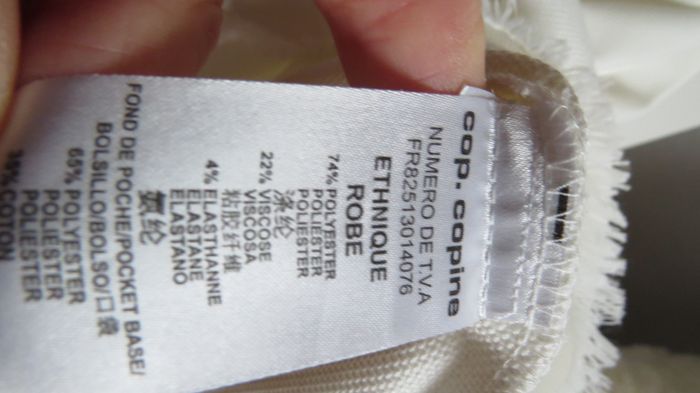 cop. copine
NUMERO DE T.V.A
FR82513014076
ETHNIQUE
ROBE
74% POLYESTER
POLIESTER
涤纶
22% VISCOSE
VISCOSA
粘胶纤维
4% ELASTHANNE
ELASTANE
ELASTANO
氨纶
FOND DE POCHE/POCKET BASE/
BOLSILLO/BOLSO/口袋
65% POLYESTER
POLIESTER
POLIESTER
COTON